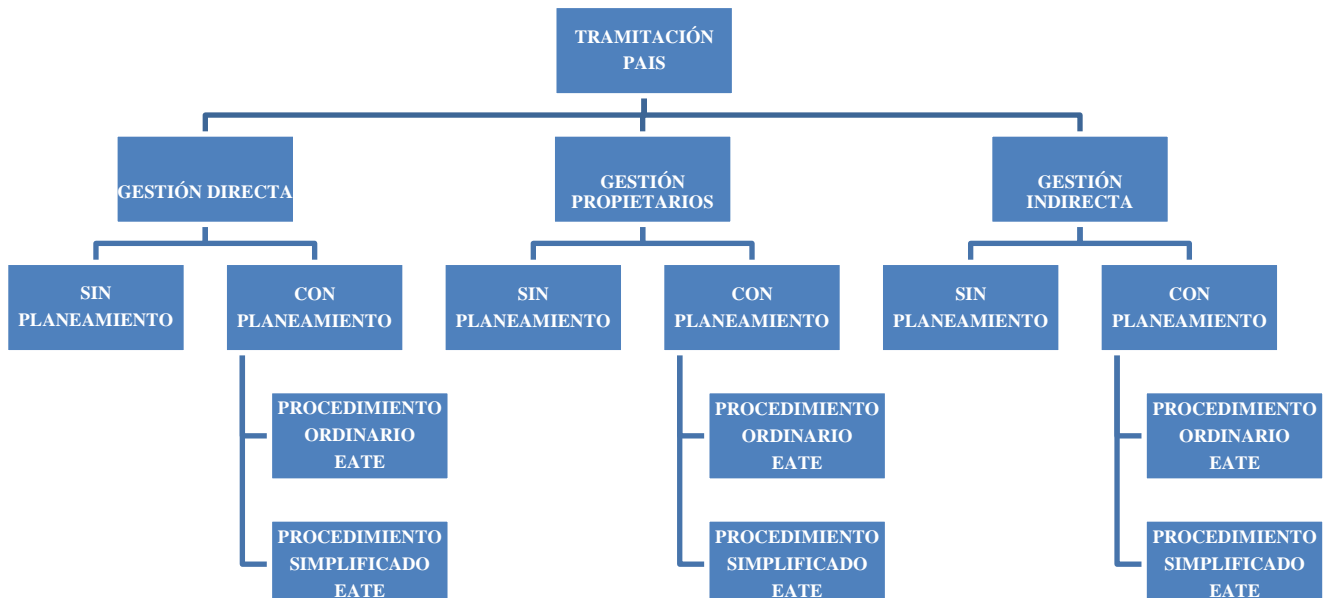 TRAMITACIÓN
PAIS
GESTIÓN DIRECTA
GESTIÓN
PROPIETARIOS
GESTIÓN
INDIRECTA
SIN
PLANEAMIENTO
CON
PLANEAMIENTO
SIN
PLANEAMIENTO
CON
PLANEAMIENTO
SIN
PLANEAMIENTO
CON
PLANEAMIENTO
PROCEDIMIENTO
ORDINARIO
EATE
PROCEDIMIENTO
ORDINARIO
EATE
PROCEDIMIENTO
ORDINARIO
EATE
PROCEDIMIENTO
SIMPLIFICADO
EATE
PROCEDIMIENTO
SIMPLIFICADO
EATE
PROCEDIMIENTO
SIMPLIFICADO
EATE